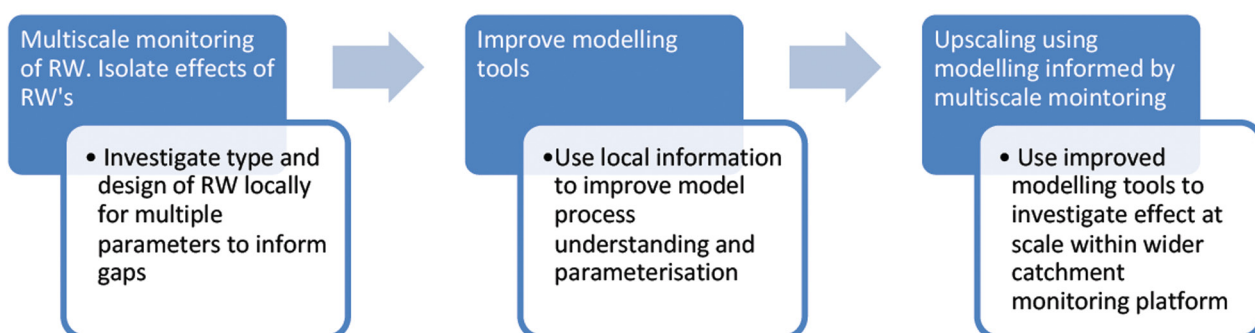 Multiscale monitoring
of RW. Isolate effects of
RW's
• Investigate type and
design of RW locally
for multiple
parameters to inform
gaps
Improve modelling
tools
•Use local information
to improve model
process
understanding and
parameterisation
Upscaling using
modelling informed by
multiscale mointoring
• Use improved
modelling tools to
investigate effect at
scale within wider
catchment
monitoring platform